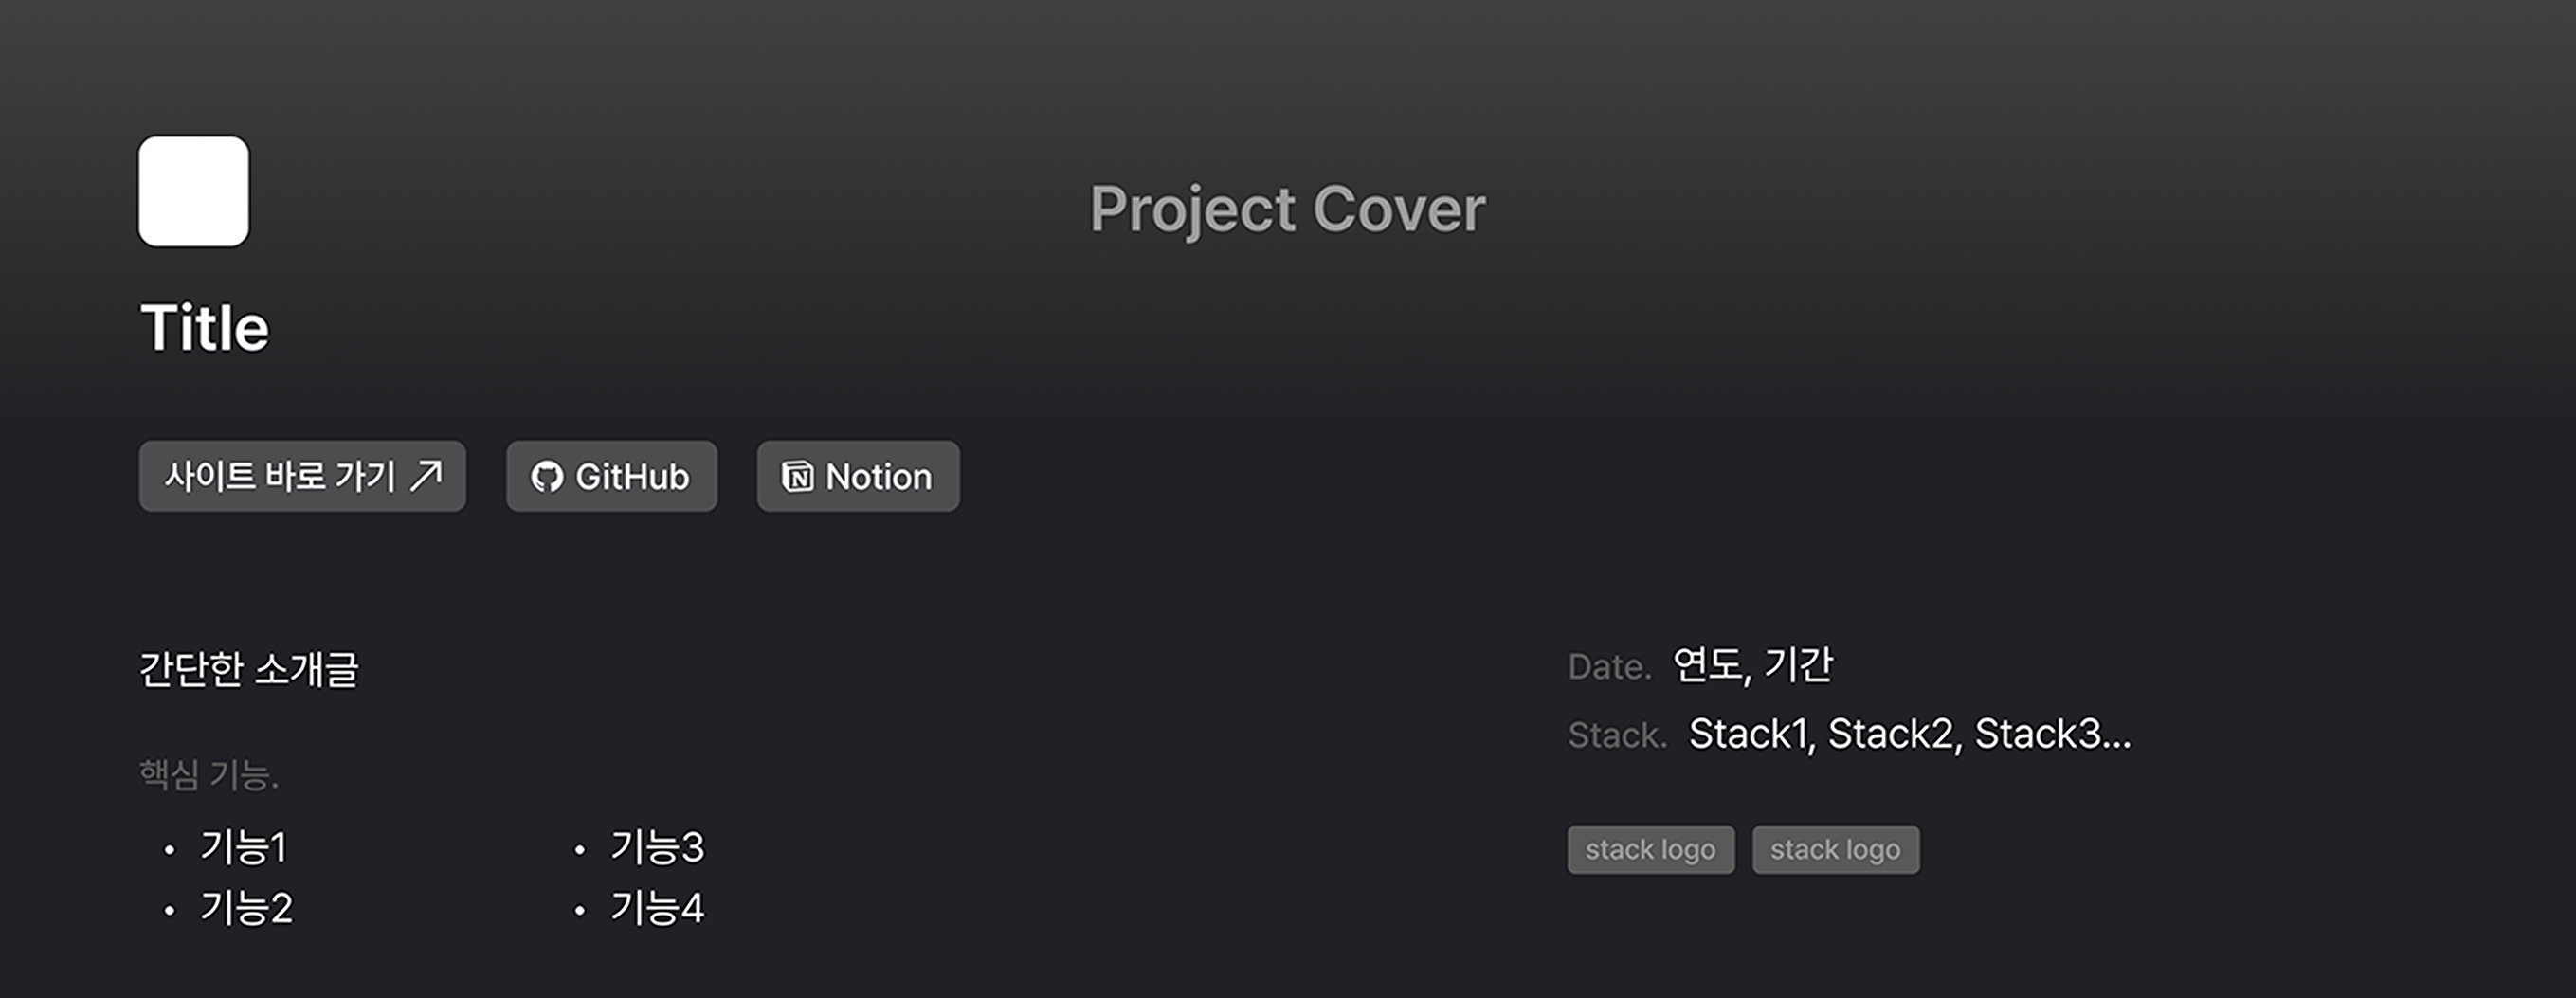 Project Cover
Title
사이트 바로 가기
GitHub
Notion
간단한 소개글
핵심 기능.
기능1
기능2
기능3
기능4
Date. 연도, 기간
Stack. Stack1, Stack2, Stack3...
stack logo
stack logo